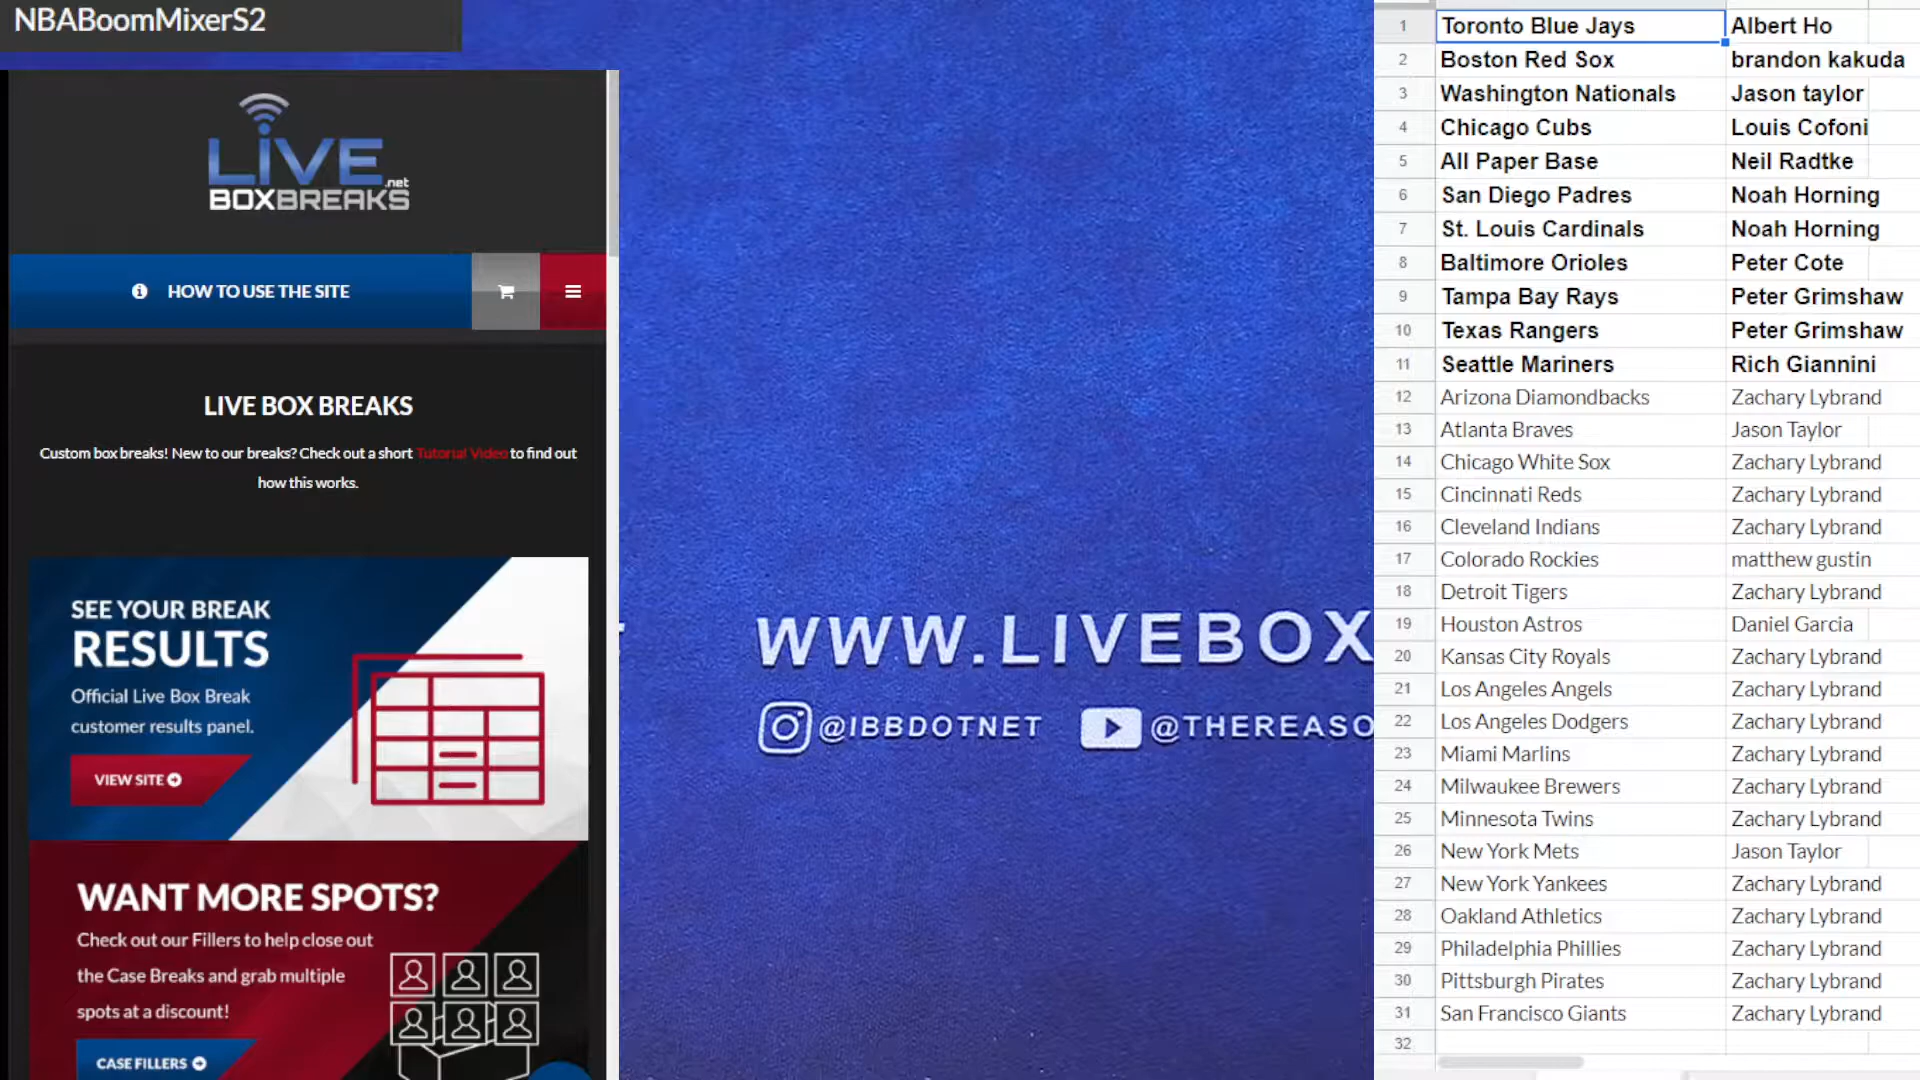 NBABoomMixerS2
LIVE
.net
BOXBREAKS
HOW TO USE THE SITE
LIVE BOX BREAKS
Custom box breaks! New to our breaks? Check out a short Tutorial Video to find out
how this works.
SEE YOUR BREAK
RESULTS
Official Live Box Break
customer results panel.
VIEW SITE
WANT MORE SPOTS?
Check out our Fillers to help close out
the Case Breaks and grab multiple
spots at a discount!
CASE FILLERS
WWW.LIVEBOX
@IBBDOTNET @THEREASO
1 Toronto Blue Jays Albert Ho
2 Boston Red Sox brandon kakuda
3 Washington Nationals Jason taylor
4 Chicago Cubs Louis Cofoni
5 All Paper Base Neil Radtke
6 San Diego Padres Noah Horning
7 St. Louis Cardinals Noah Horning
8 Baltimore Orioles Peter Cote
9 Tampa Bay Rays Peter Grimshaw
10 Texas Rangers Peter Grimshaw
11 Seattle Mariners Rich Giannini
12 Arizona Diamondbacks Zachary Lybrand
13 Atlanta Braves Jason Taylor
14 Chicago White Sox Zachary Lybrand
15 Cincinnati Reds Zachary Lybrand
16 Cleveland Indians Zachary Lybrand
17 Colorado Rockies matthew gustin
18 Detroit Tigers Zachary Lybrand
19 Houston Astros Daniel Garcia
20 Kansas City Royals Zachary Lybrand
21 Los Angeles Angels Zachary Lybrand
22 Los Angeles Dodgers Zachary Lybrand
23 Miami Marlins Zachary Lybrand
24 Milwaukee Brewers Zachary Lybrand
25 Minnesota Twins Zachary Lybrand
26 New York Mets Jason Taylor
27 New York Yankees Zachary Lybrand
28 Oakland Athletics Zachary Lybrand
29 Philadelphia Phillies Zachary Lybrand
30 Pittsburgh Pirates Zachary Lybrand
31 San Francisco Giants Zachary Lybrand
32